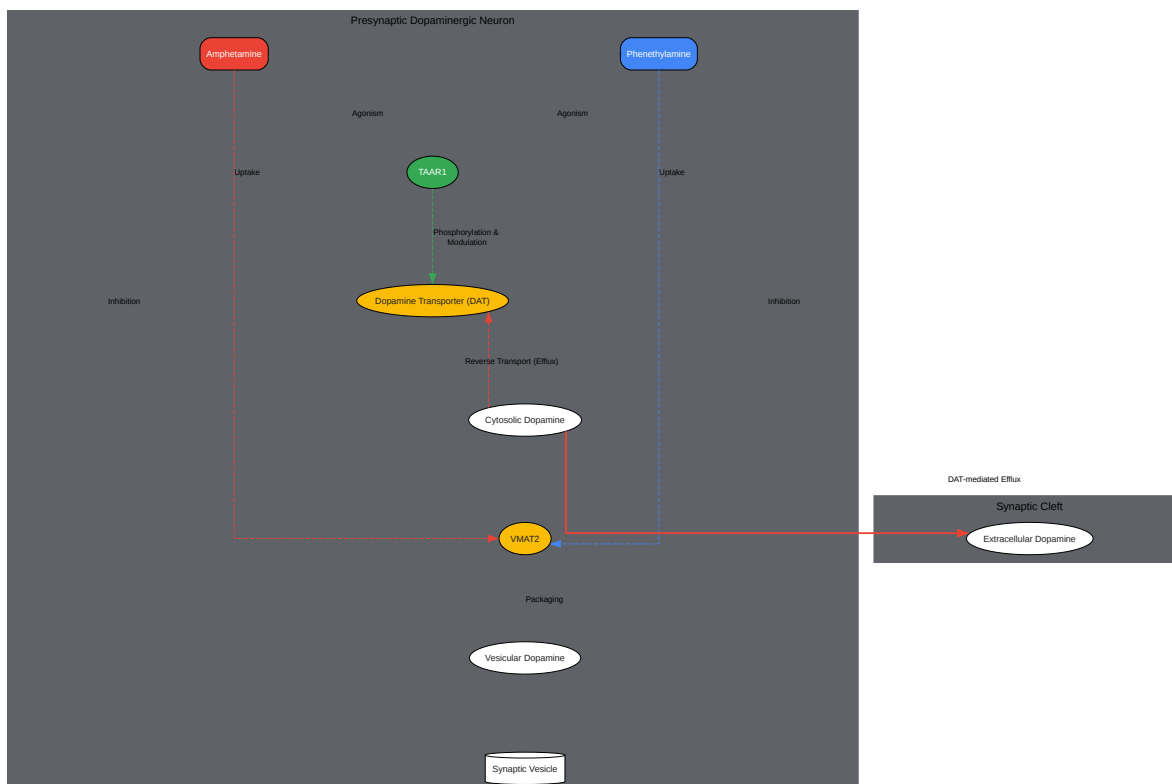 Presynaptic Dopaminergic Neuron
Amphetamine
Phenethylamine
Agonism
Agonism
TAAR1
Uptake
Uptake
Phosphorylation &
Modulation
Inhibition
Dopamine Transporter (DAT)
Inhibition
Reverse Transport (Efflux)
Cytosolic Dopamine
DAT-mediated Efflux
Synaptic Cleft
VMAT2
Extracellular Dopamine
Packaging
Vesicular Dopamine
Synaptic Vesicle